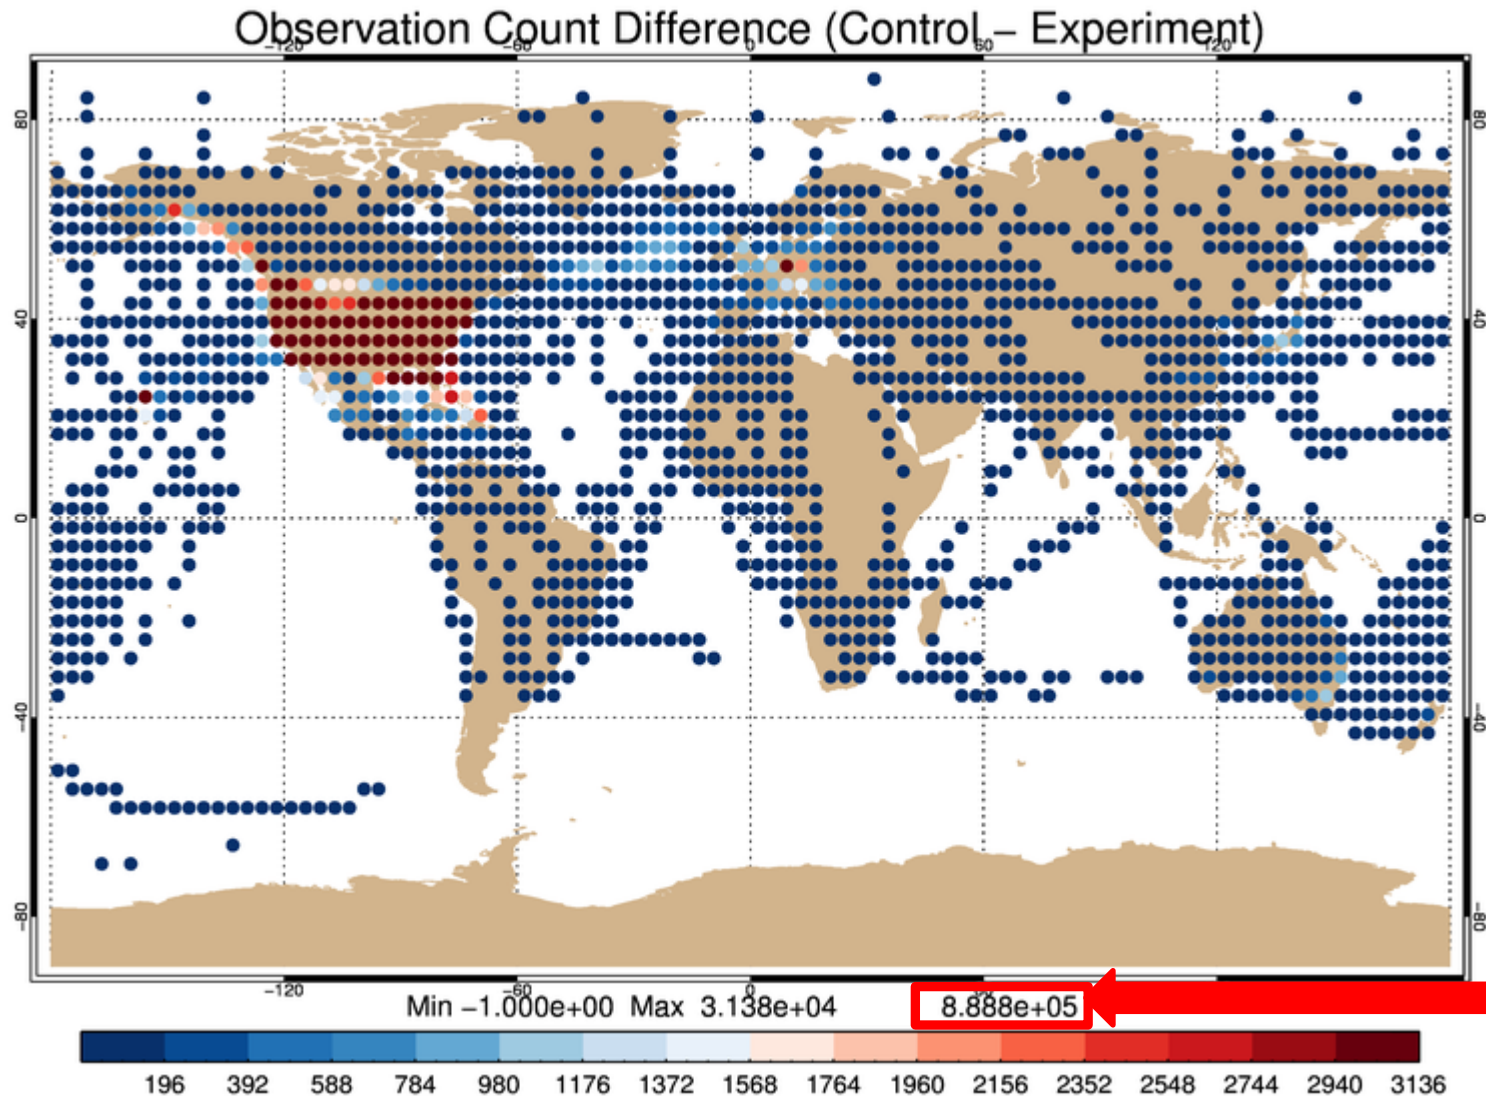 Observation Count Difference (Control – Experiment)
−120 −60 0 60 120
80 80
40 40
0 0
−40 −40
−80 −80
−120 −60 0
Min −1.000e+00 Max 3.138e+04 8.888e+05
196 392 588 784 980 1176 1372 1568 1764 1960 2156 2352 2548 2744 2940 3136